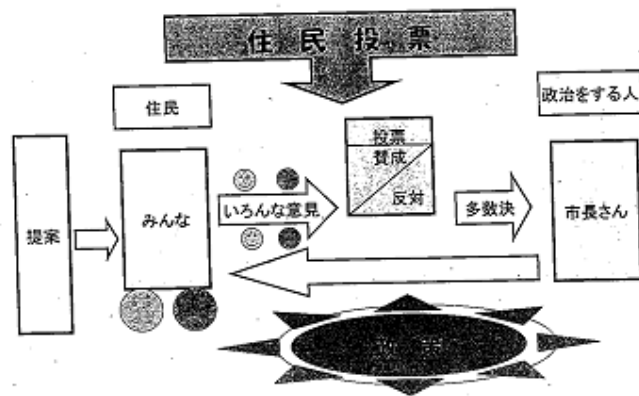 住民投票
住民
政治をする人
提案
みんな
いろんな意見
投票
賛成
反対
多数決
市長さん